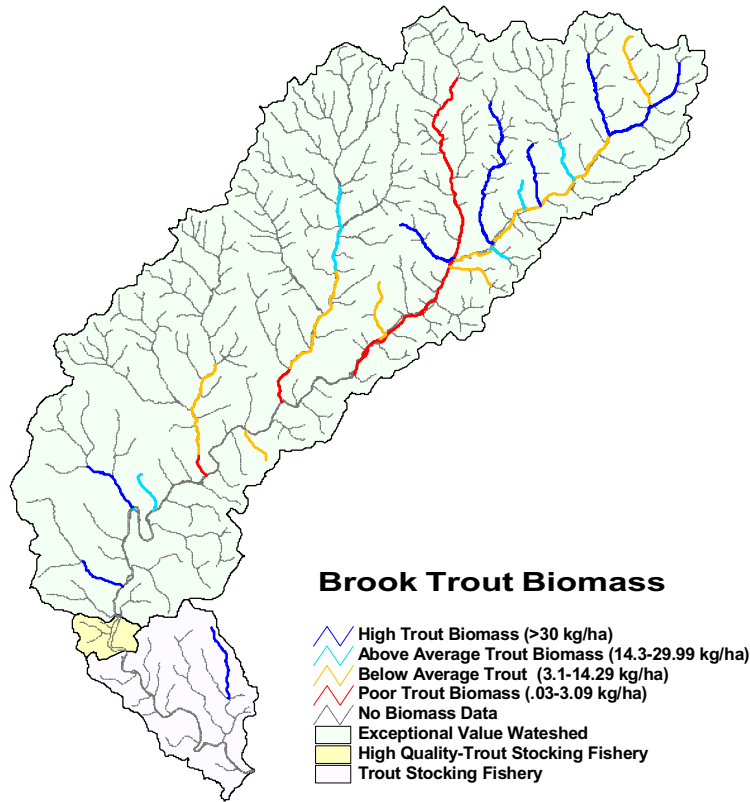 Brook Trout Biomass
High Trout Biomass (>30 kg/ha)
Above Average Trout Biomass (14.3-29.99 kg/ha)
Below Average Trout (3.1-14.29 kg/ha)
Poor Trout Biomass (.03-3.09 kg/ha)
No Biomass Data
Exceptional Value Wateshed
High Quality-Trout Stocking Fishery
Trout Stocking Fishery